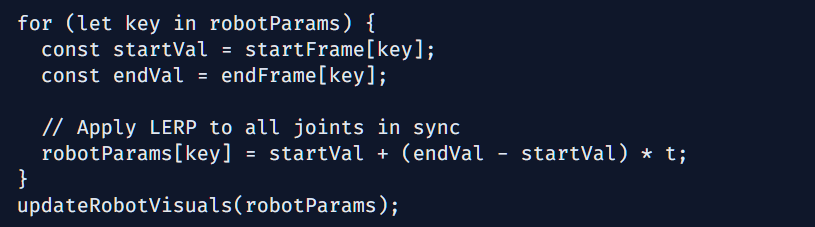 for (let key in robotParams) {
  const startVal = startFrame[key];
  const endVal = endFrame[key];

  // Apply LERP to all joints in sync
  robotParams[key] = startVal + (endVal - startVal) * t;
}
updateRobotVisuals(robotParams);